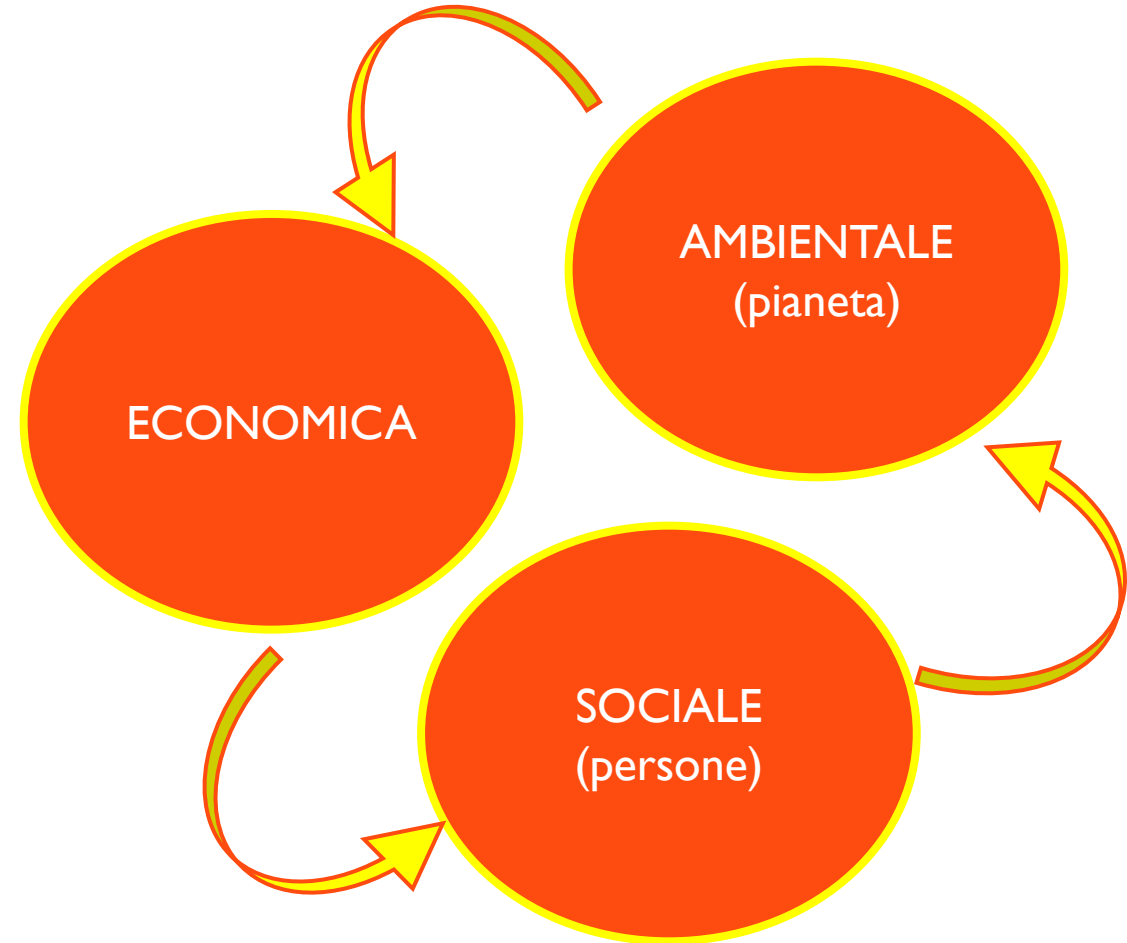 AMBIENTALE
(pianeta)
ECONOMICA
SOCIALE
(persone)